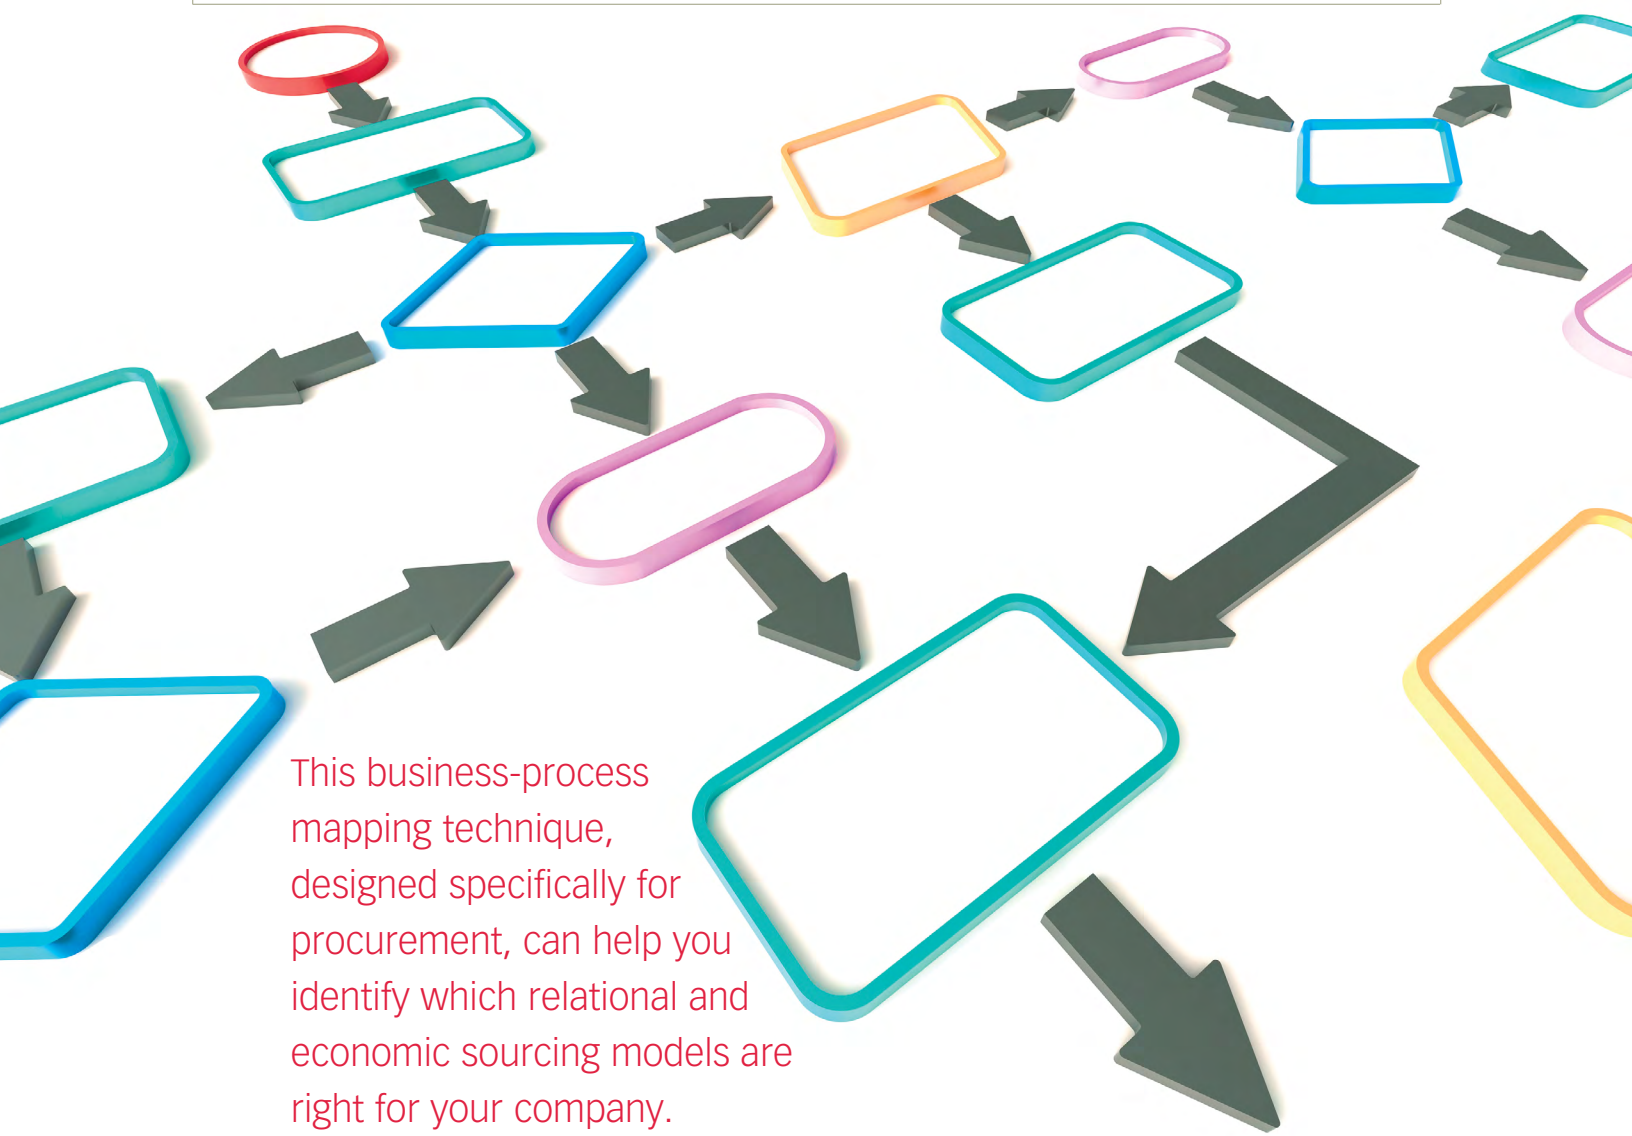 This business-process
mapping technique,
designed specifically for
procurement, can help you
identify which relational and
economic sourcing models are
right for your company.